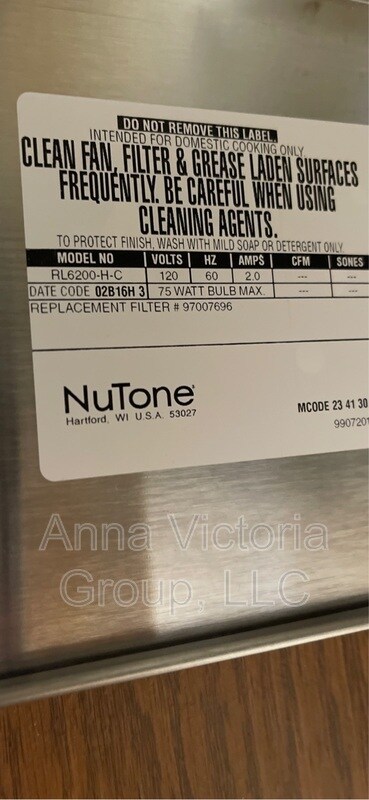 DO NOT REMOVE THIS LABEL.
INTENDED FOR DOMESTIC COOKING ONLY
CLEAN FAN, FILTER & GREASE LADEN SURFACES
FREQUENTLY. BE CAREFUL WHEN USING
CLEANING AGENTS.
TO PROTECT FINISH, WASH WITH MILD SOAP OR DETERGENT ONLY.
MODEL NO VOLTS HZ AMPS CFM SONES
RL6200-H-C 120 60 2.0 --- ---
DATE CODE 02B16H 3 75 WATT BULB MAX. --- ---
REPLACEMENT FILTER # 97007696
NuTone
Hartford, WI U.S.A. 53027
MCODE 23 41 30
9907201
Anna Victoria
Group, LLC